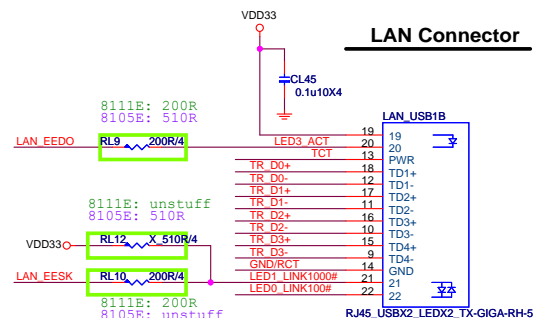 VDD33
LAN Connector
CL45
0.1u10X4
8111E: 200R
8105E: 510R
LAN_USB1B
LAN_EEDO
RL9
200R/4
LED3_ACT
19
19
20
20
TCT
13
PWR
TR_D0+
18
TD1+
TR_D0-
12
TD1-
TR_D1+
17
TD2+
TR_D1-
11
TD2-
TR_D2+
16
TD3+
TR_D2-
10
TD3-
TR_D3+
15
TD4+
TR_D3-
9
TD4-
GND/RCT
14
GND
8111E: unstuff
8105E: 510R
VDD33
RL12
X_510R/4
LAN_EESK
RL10
200R/4
LED1_LINK1000#
21
21
LED0_LINK100#
22
22
8111E: 200R
8105E: unstuff
RJ45_USBX2_LEDX2_TX-GIGA-RH-5